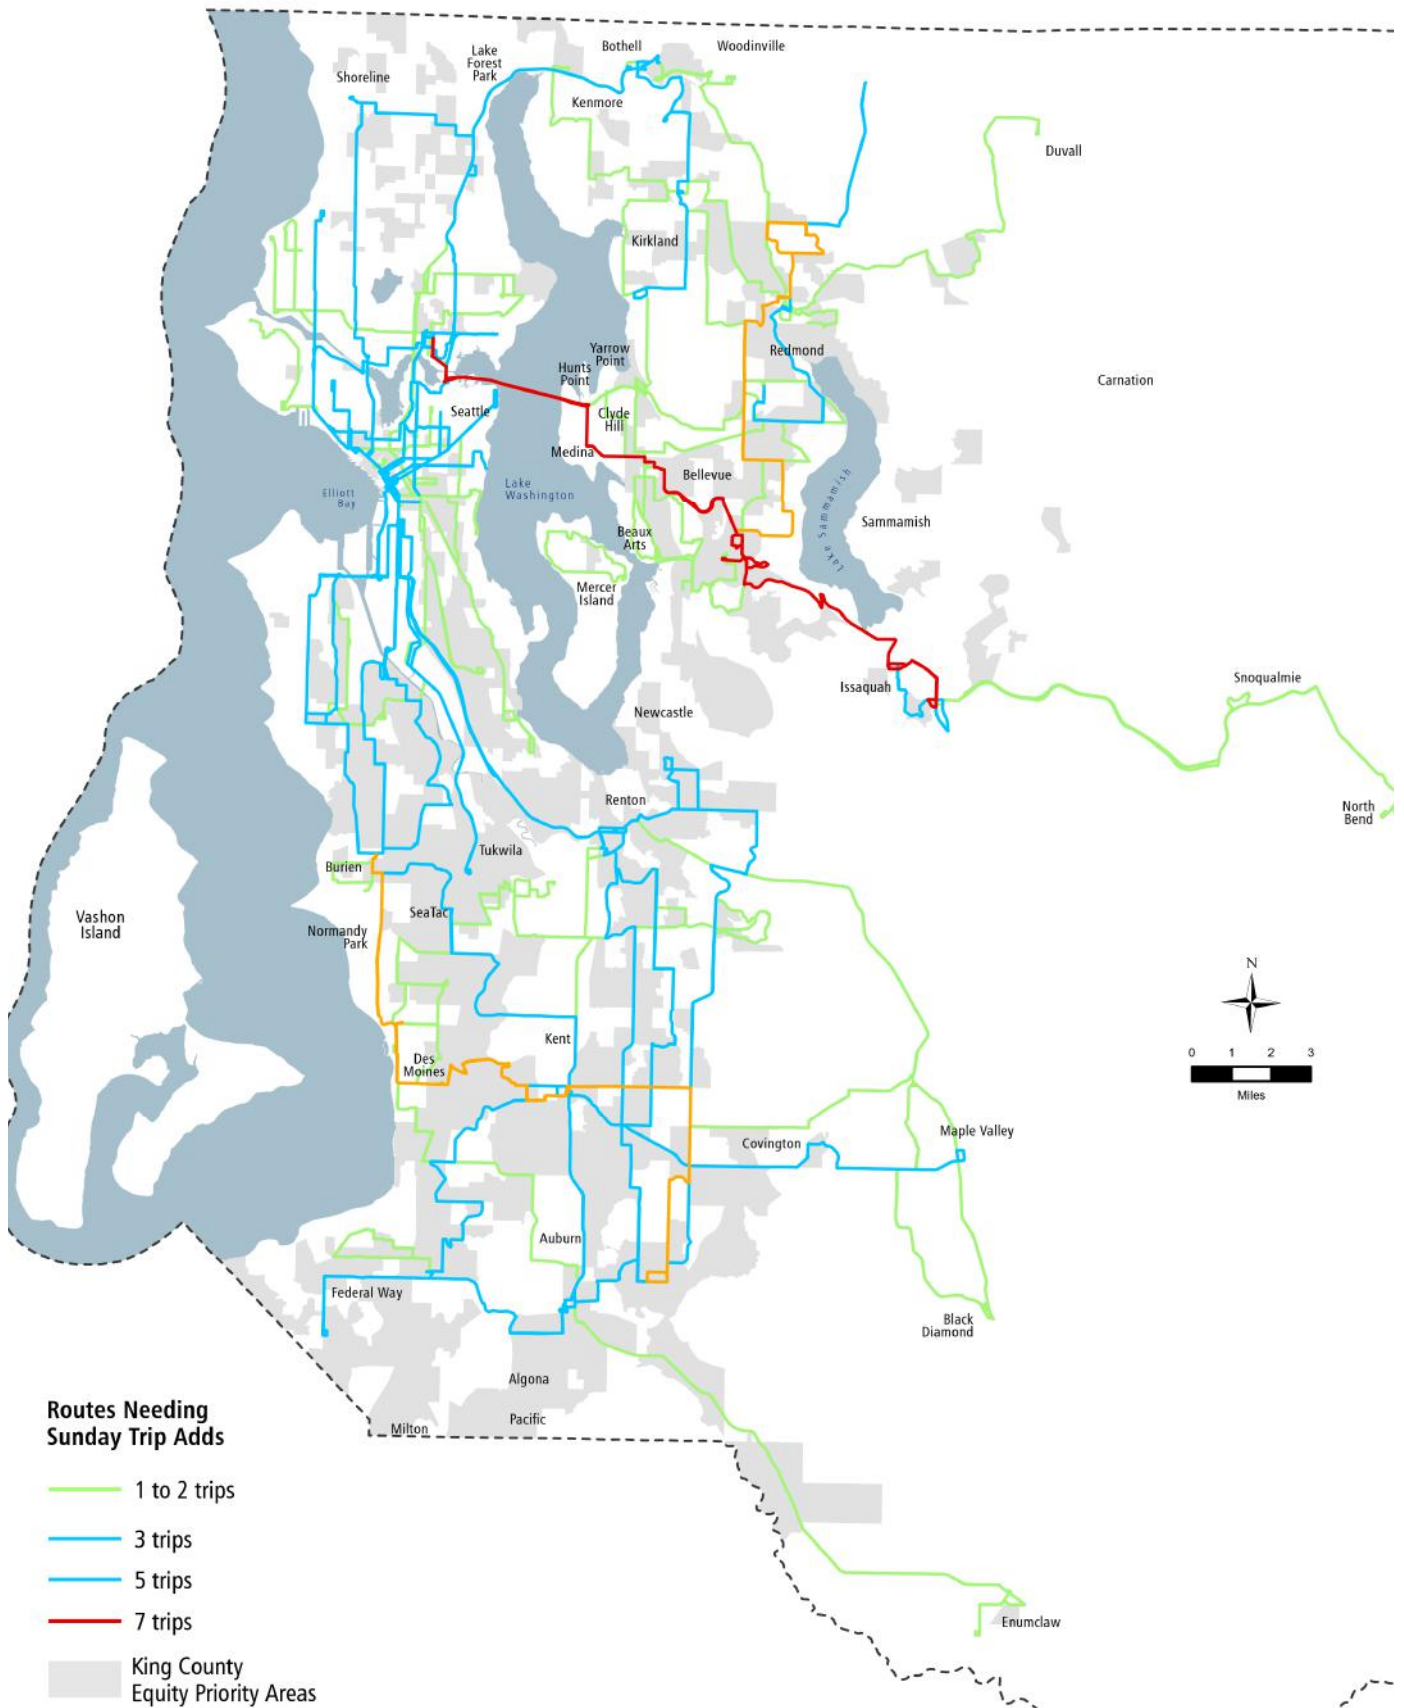 Bothell
Woodinville
Lake
Forest
Park
Shoreline
Kenmore
Duvall
Kirkland
Yarrow
Point
Hunts
Point
Redmond
Carnation
Seattle
Clyde
Hill
Medina
Bellevue
Elliott
Bay
Lake
Washington
Lake Sammamish
Sammamish
Beaux
Arts
Mercer
Island
Issaquah
Snoqualmie
Newcastle
Renton
North
Bend
Tukwila
Burien
Vashon
Island
SeaTac
Normandy
Park
N
Kent
Des
Moines
0 1 2 3
Miles
Covington
Maple Valley
Auburn
Federal Way
Black
Diamond
Algona
Pacific
Milton
Routes Needing
Sunday Trip Adds
1 to 2 trips
3 trips
5 trips
7 trips
King County
Equity Priority Areas
Enumclaw